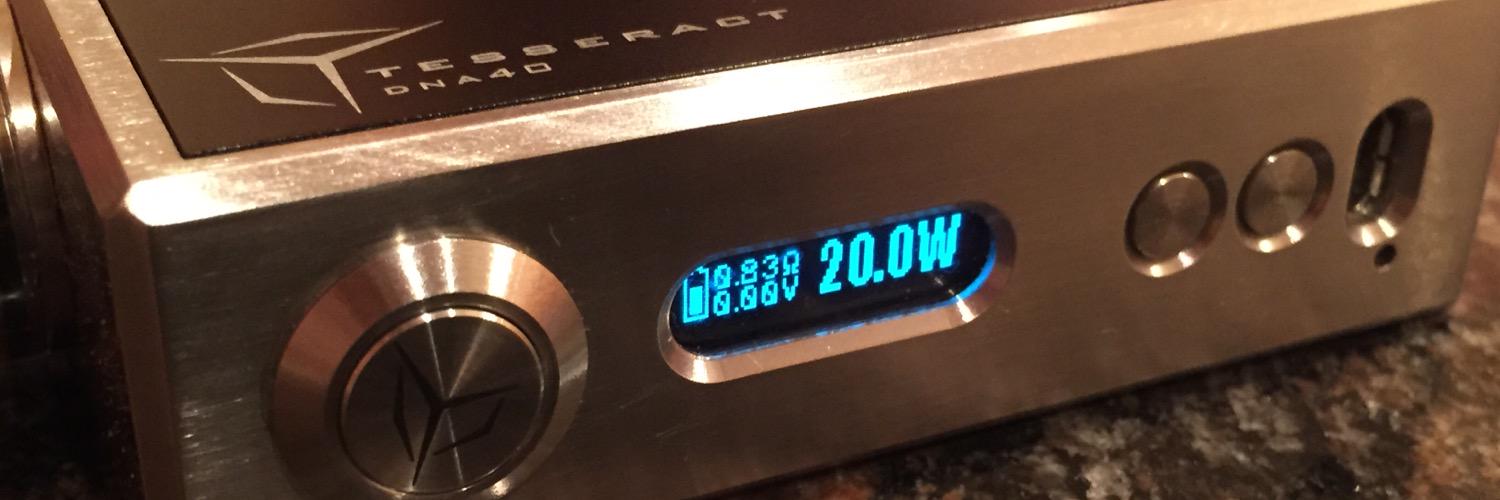 TESSERACT
DNA40
0.83Ω
0.00V
20.0W